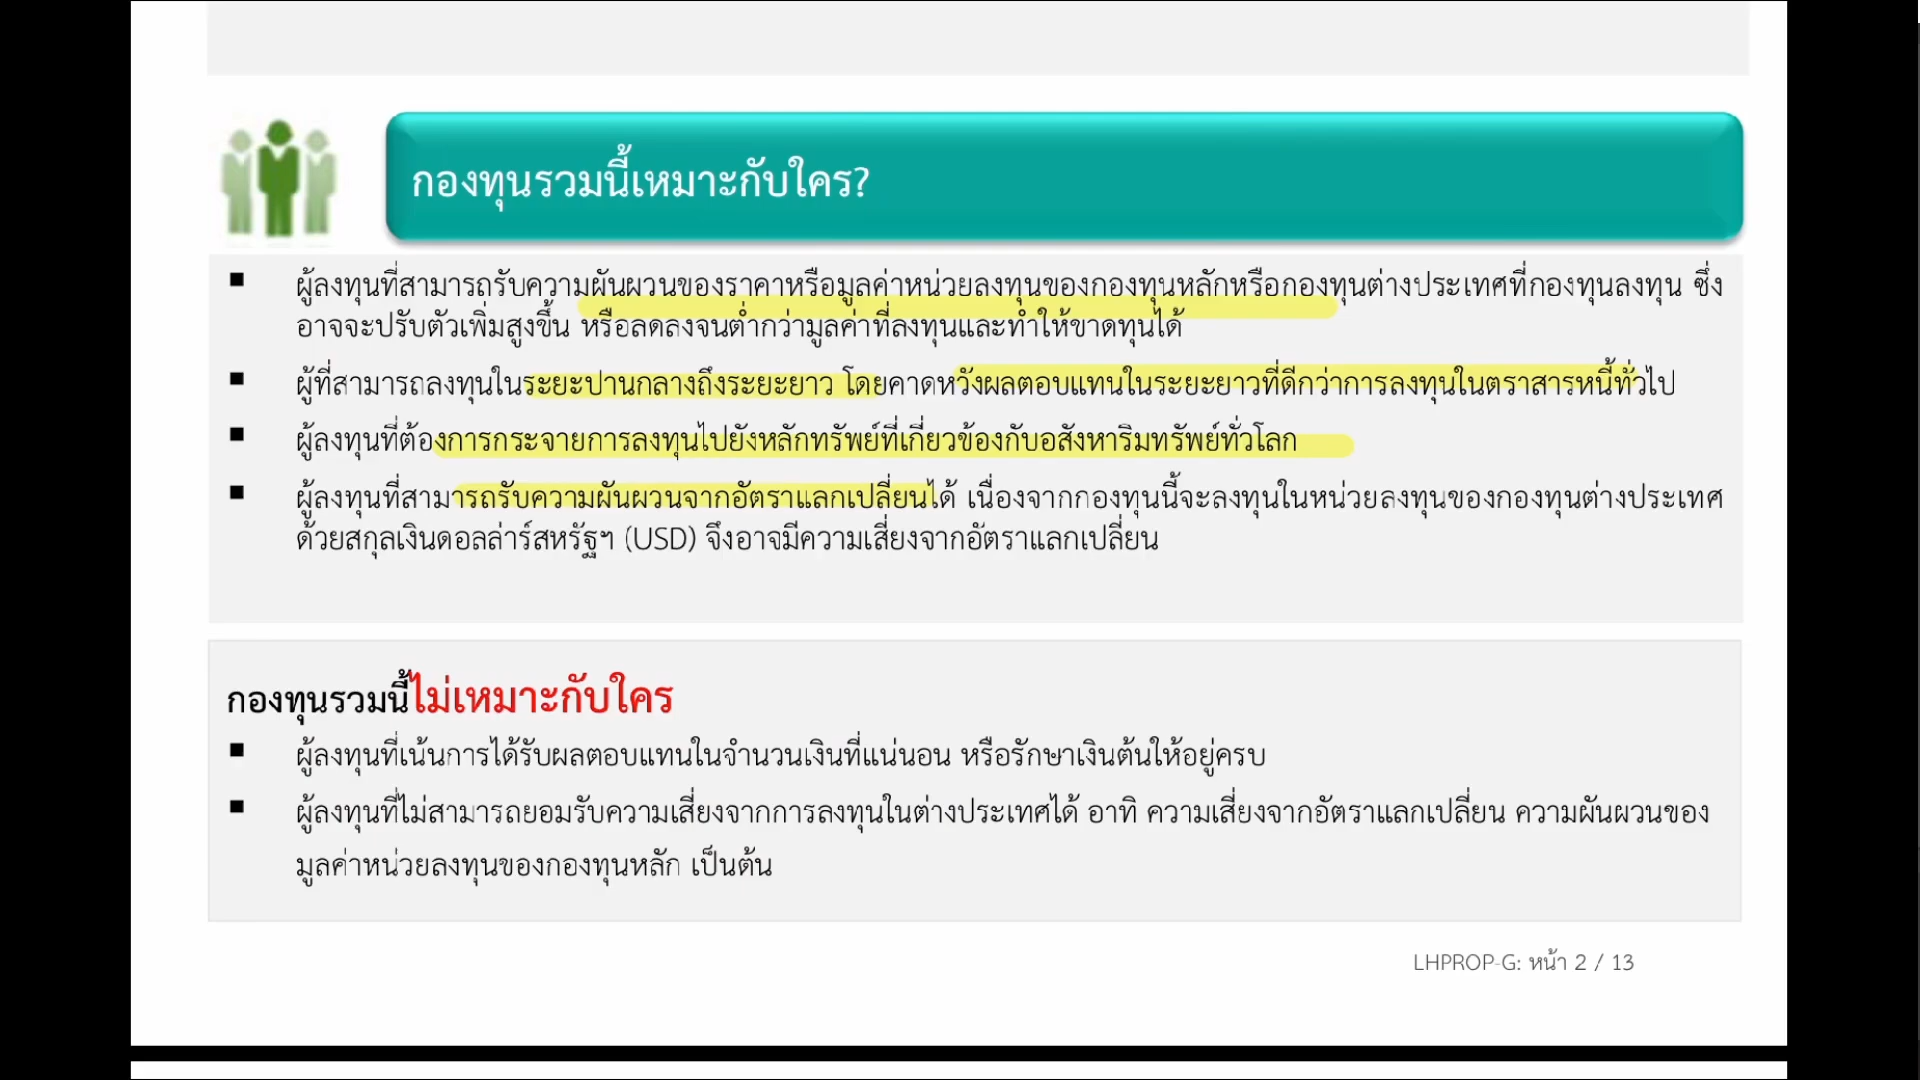 กองทุนรวมนี้เหมาะกับใคร?
▪ ผู้ลงทุนที่สามารถรับความผันผวนของราคาหรือมูลค่าหน่วยลงทุนของกองทุนหลักหรือกองทุนต่างประเทศที่กองทุนลงทุน ซึ่ง
อาจจะปรับตัวเพิ่มสูงขึ้น หรือลดลงจนต่ำกว่ามูลค่าที่ลงทุนและทำให้ขาดทุนได้
▪ ผู้ที่สามารถลงทุนในระยะปานกลางถึงระยะยาว โดยคาดหวังผลตอบแทนในระยะยาวที่ดีกว่าการลงทุนในตราสารหนี้ทั่วไป
▪ ผู้ลงทุนที่ต้องการกระจายการลงทุนไปยังหลักทรัพย์ที่เกี่ยวข้องกับอสังหาริมทรัพย์ทั่วโลก
▪ ผู้ลงทุนที่สามารถรับความผันผวนจากอัตราแลกเปลี่ยนได้ เนื่องจากกองทุนนี้จะลงทุนในหน่วยลงทุนของกองทุนต่างประเทศ
ด้วยสกุลเงินดอลล่าร์สหรัฐฯ (USD) จึงอาจมีความเสี่ยงจากอัตราแลกเปลี่ยน
กองทุนรวมนี้ไม่เหมาะกับใคร
▪ ผู้ลงทุนที่เน้นการได้รับผลตอบแทนในจำนวนเงินที่แน่นอน หรือรักษาเงินต้นให้อยู่ครบ
▪ ผู้ลงทุนที่ไม่สามารถยอมรับความเสี่ยงจากการลงทุนในต่างประเทศได้ อาทิ ความเสี่ยงจากอัตราแลกเปลี่ยน ความผันผวนของ
มูลค่าหน่วยลงทุนของกองทุนหลัก เป็นต้น
LHPROP-G: หน้า 2 / 13